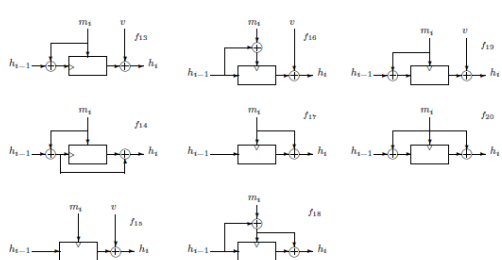 m_i v f_13
h_{i-1} h_i
m_i v f_16
h_{i-1} h_i
m_i v f_19
h_{i-1} h_i
m_i f_14
h_{i-1} h_i
m_i f_17
h_{i-1} h_i
m_i f_20
h_{i-1} h_i
m_i v f_15
h_{i-1} h_i
m_i f_18
h_{i-1} h_i